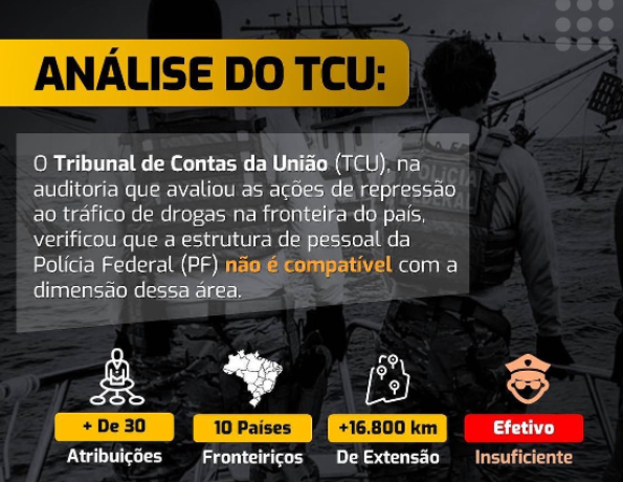 ANÁLISE DO TCU:
O Tribunal de Contas da União (TCU), na
auditoria que avaliou as ações de repressão
ao tráfico de drogas na fronteira do país,
verificou que a estrutura de pessoal da
Polícia Federal (PF) não é compatível com a
dimensão dessa área.
POLÍCIA
FEDERAL
+ De 30
Atribuições
10 Países
Fronteiriços
+16.800 km
De Extensão
Efetivo
Insuficiente